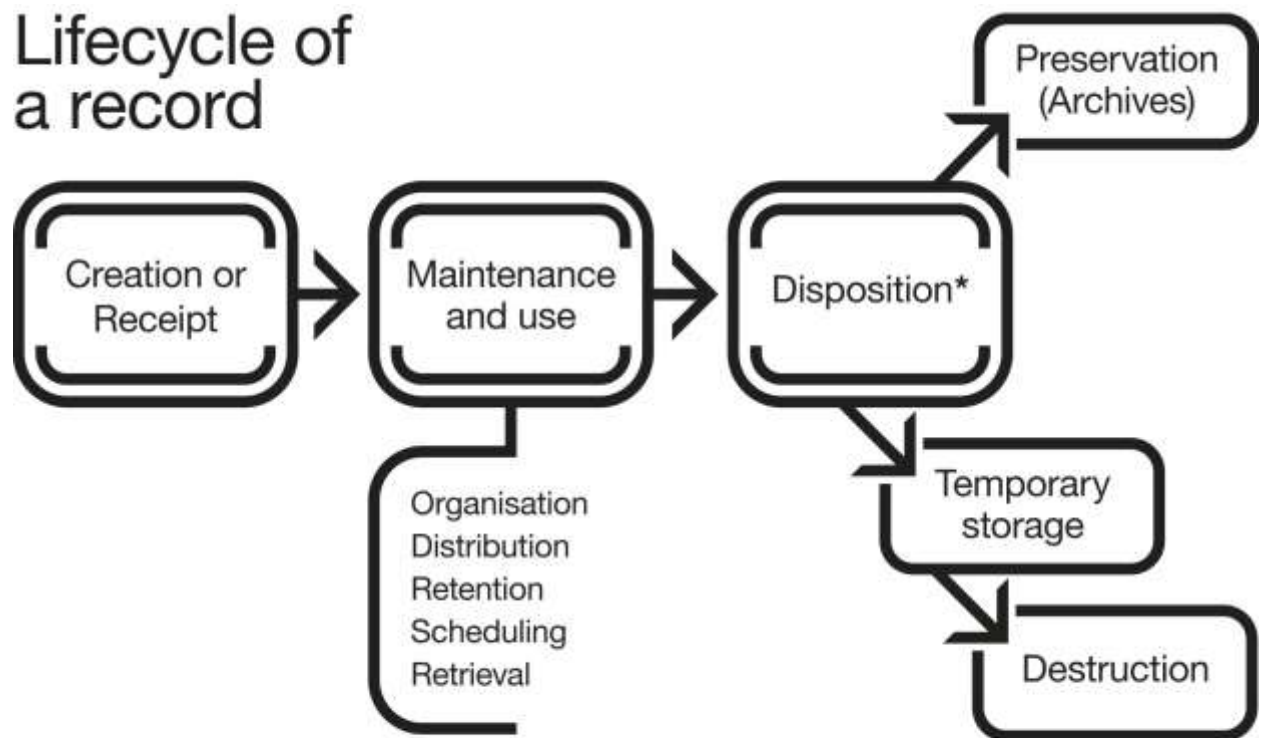 Lifecycle of
a record
Creation or
Receipt
Maintenance
and use
Organisation
Distribution
Retention
Scheduling
Retrieval
Disposition*
Preservation
(Archives)
Temporary
storage
Destruction